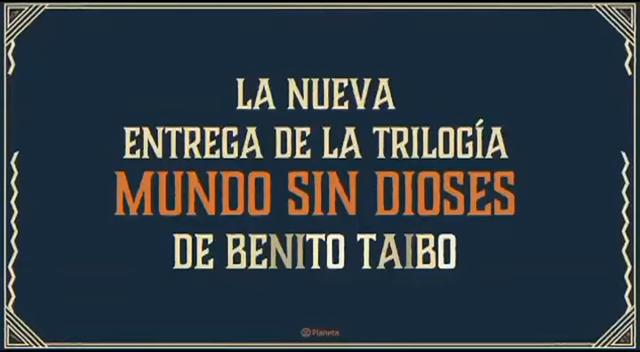 LA NUEVA
ENTREGA DE LA TRILOGÍA
MUNDO SIN DIOSES
DE BENITO TAIBO
Planeta